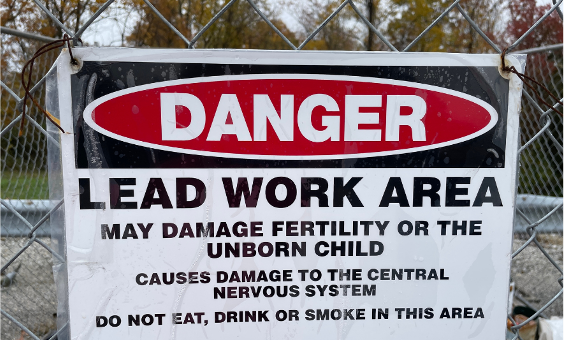 DANGER
LEAD WORK AREA
MAY DAMAGE FERTILITY OR THE
UNBORN CHILD
CAUSES DAMAGE TO THE CENTRAL
NERVOUS SYSTEM
DO NOT EAT, DRINK OR SMOKE IN THIS AREA